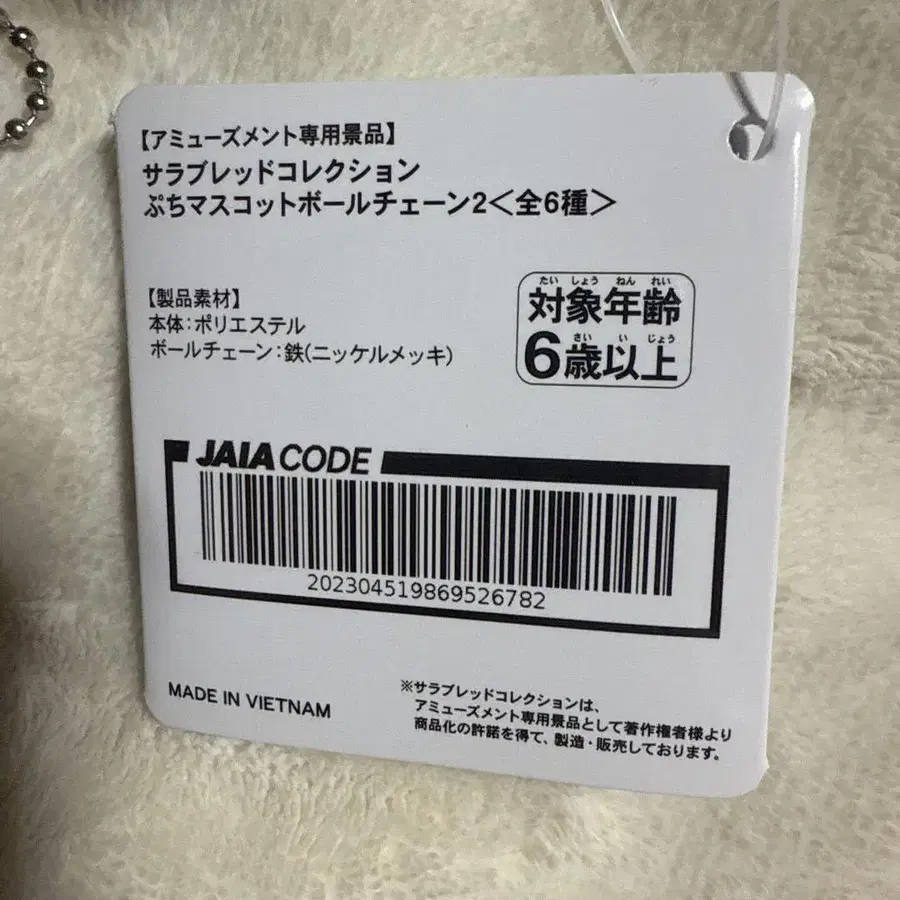 【アミューズメント専用景品】
サラブレッドコレクション
ぷちマスコットボールチェーン2＜全6種＞
【製品素材】
本体：ポリエステル
ボールチェーン：鉄(ニッケルメッキ)
たい しょう ねん れい
対象年齢
さい い じょう
6歳以上
JAIA CODE
202304519869526782
MADE IN VIETNAM
※サラブレッドコレクションは、
アミューズメント専用景品として著作権者様より
商品化の許諾を得て、製造・販売しております。